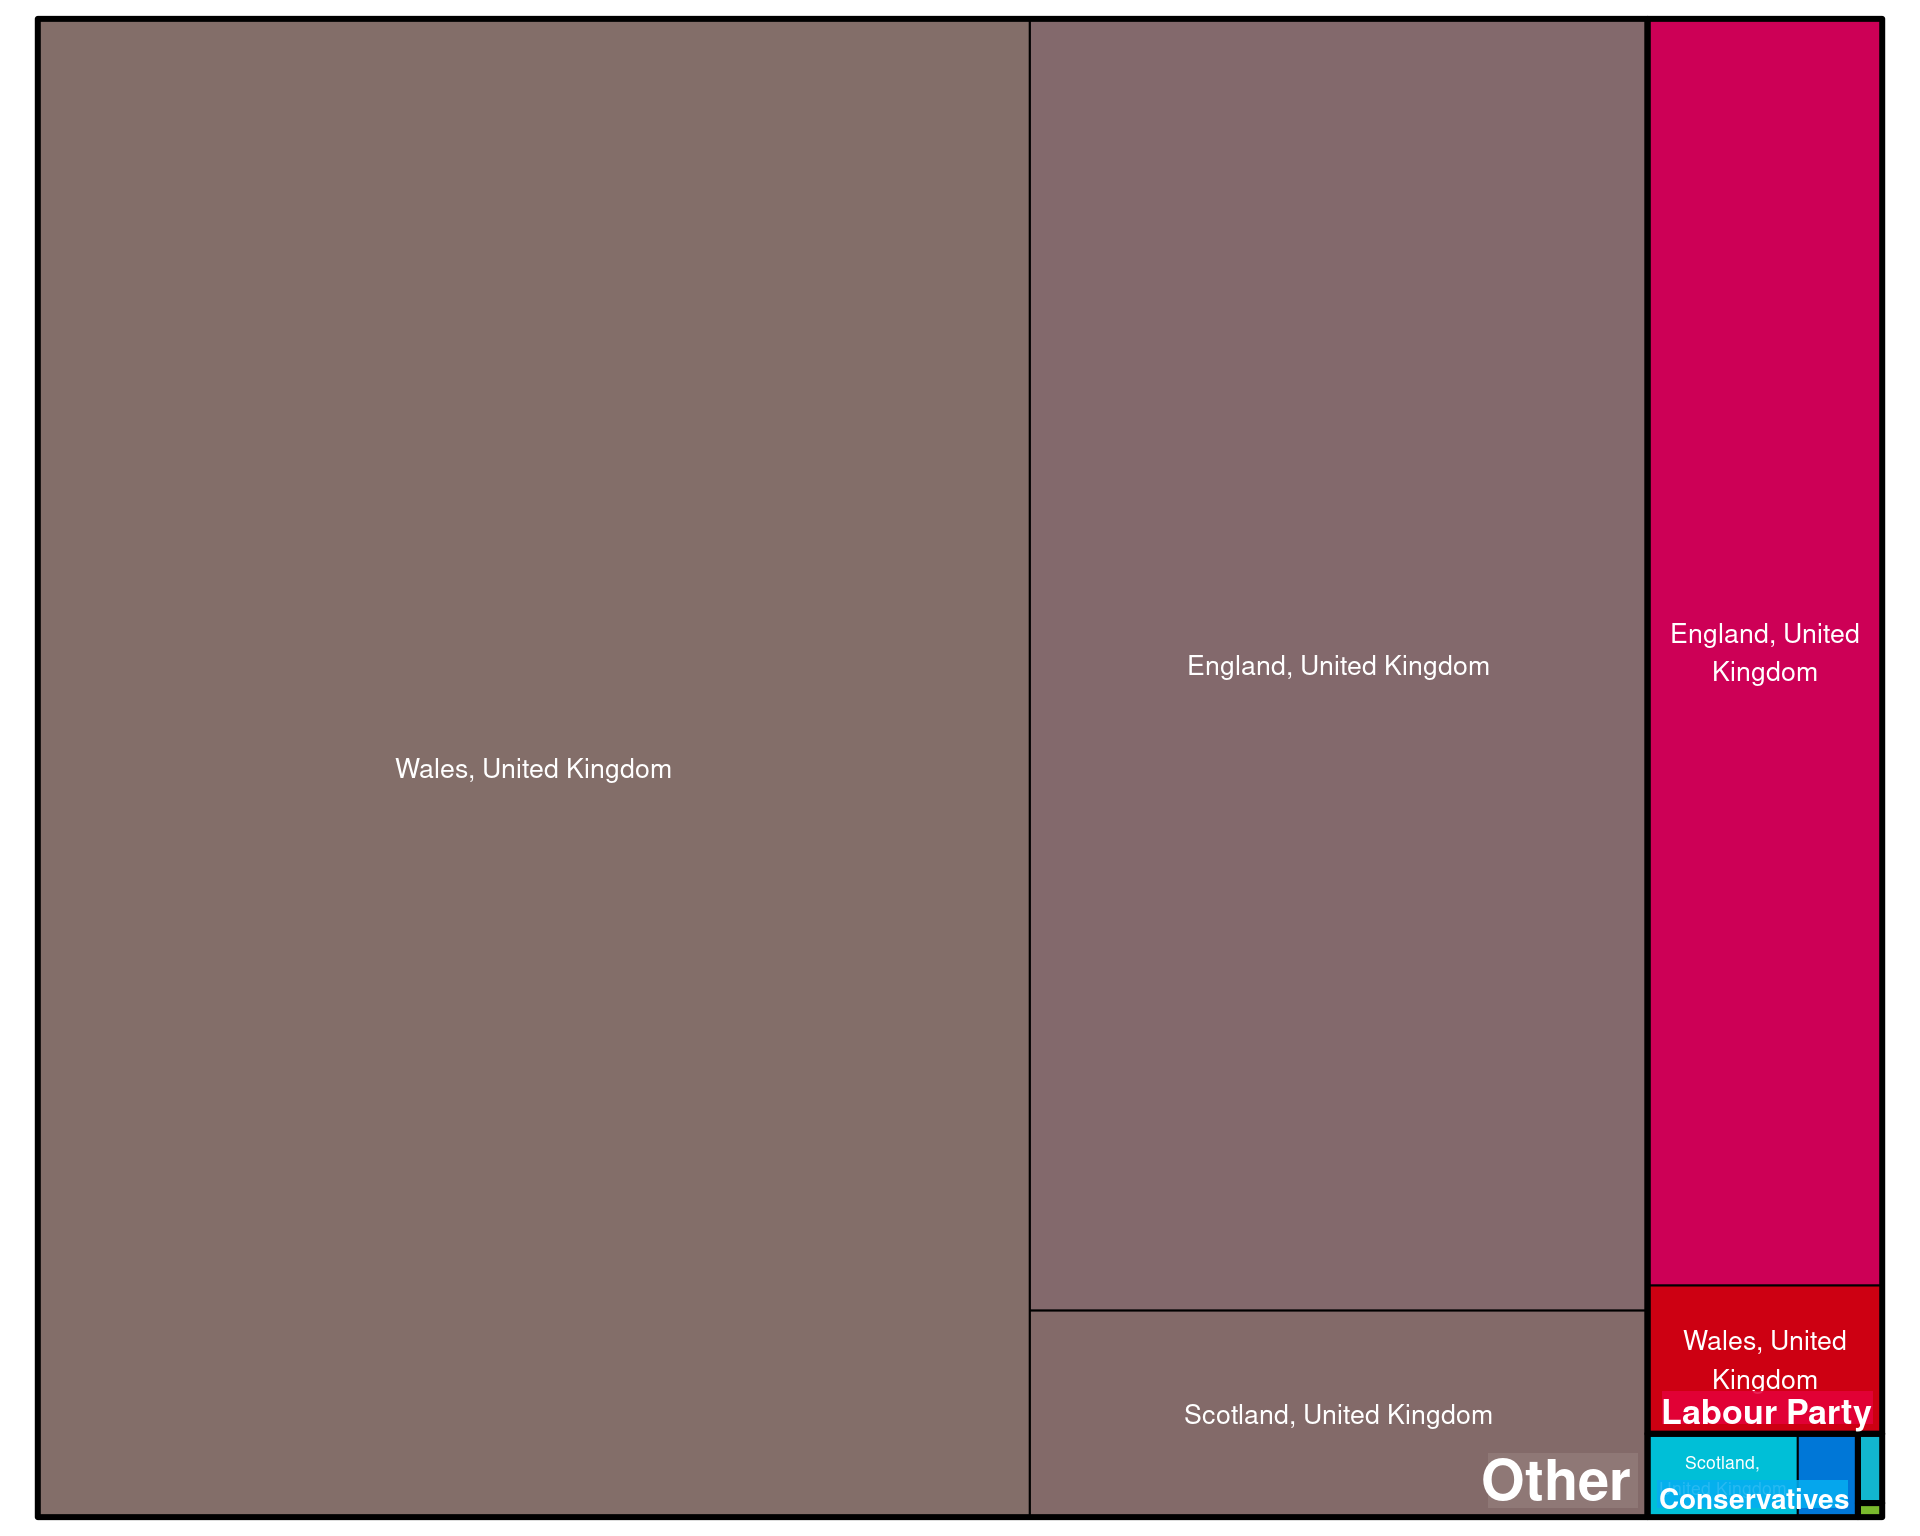 Wales, United Kingdom
England, United Kingdom
Scotland, United Kingdom
Other
England, United
Kingdom
Wales, United
Kingdom
Labour Party
Scotland,
United Kingdom
Conservatives